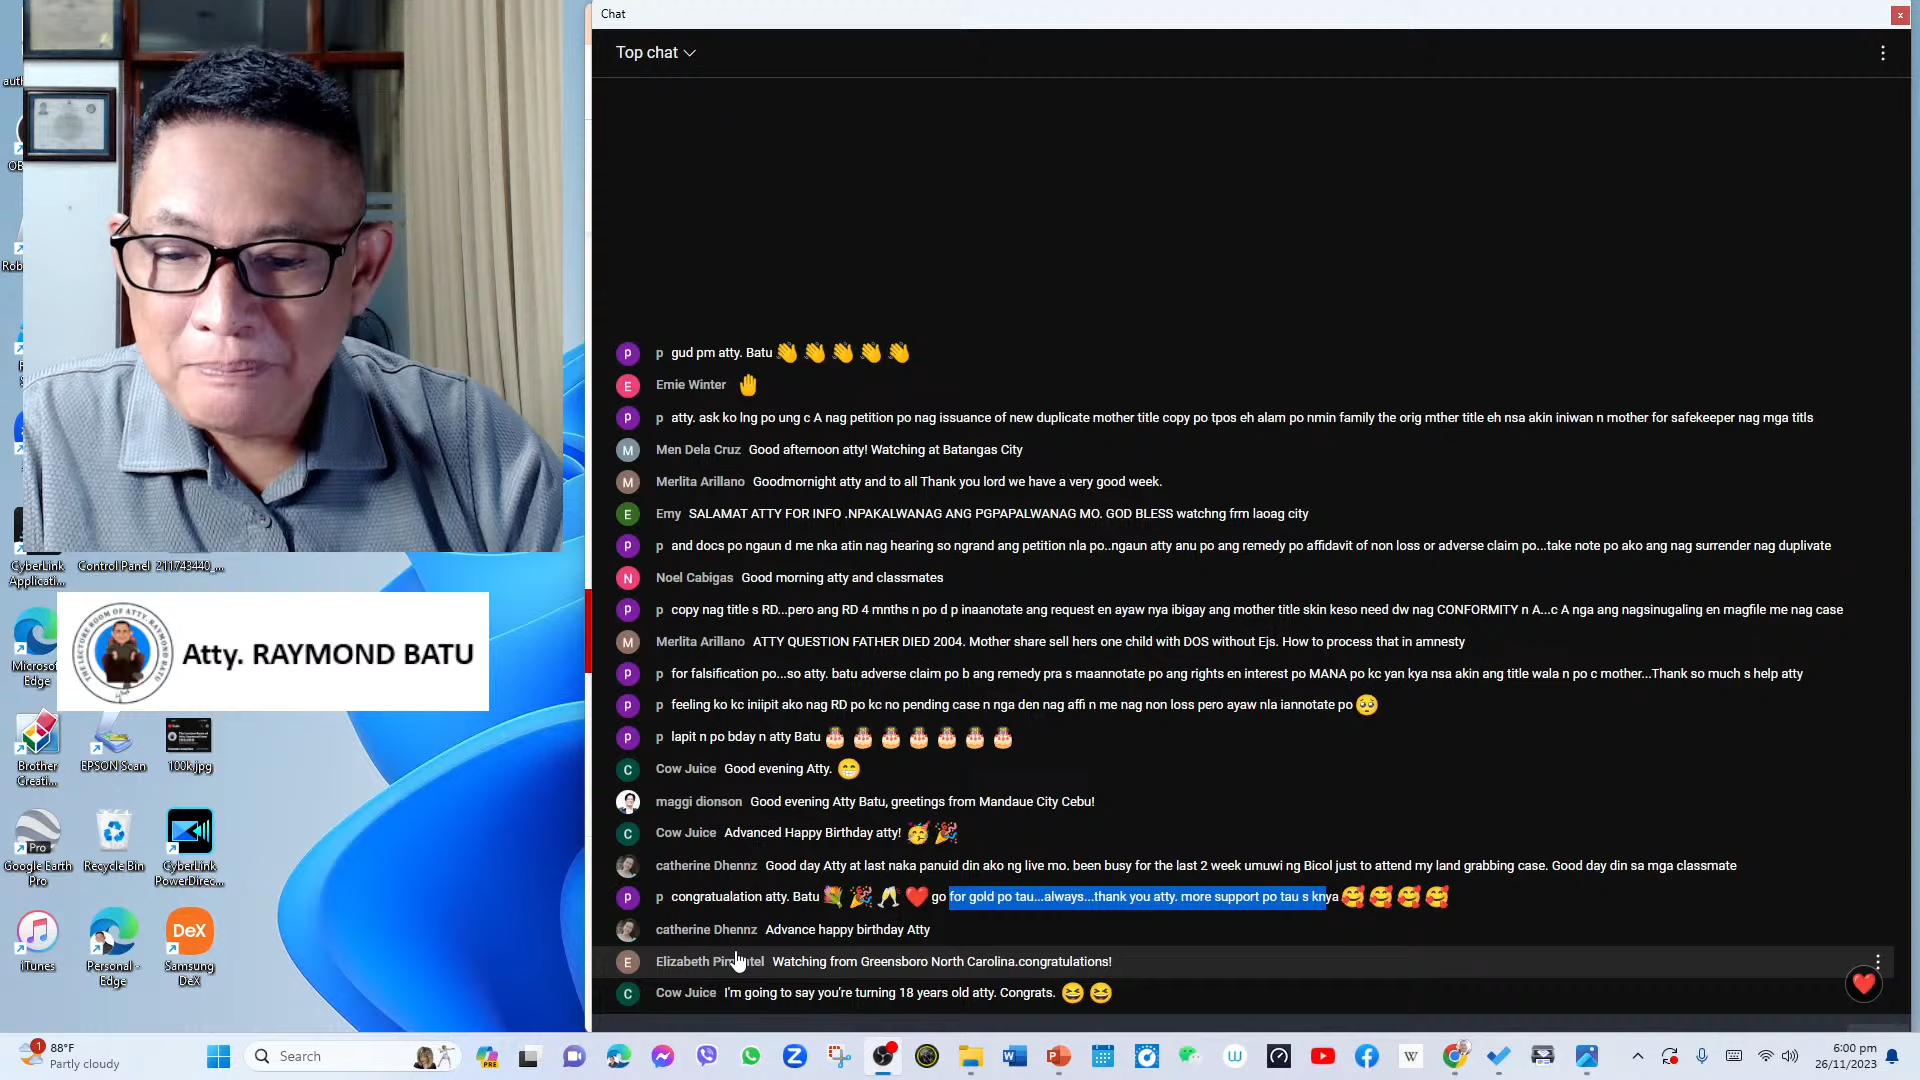 Chat
Top chat
p gud pm atty. Batu 👋 👋 👋 👋 👋
Ernie Winter 🤚
p atty. ask ko lng po ung c A nag petition po nag issuance of new duplicate mother title copy po tpos eh alam po nmin family the orig mther title eh nsa akin iniwan n mother for safekeeper nag mga titls
Men Dela Cruz Good afternoon atty! Watching at Batangas City
Merlita Arillano Goodmornight atty and to all Thank you lord we have a very good week.
Emy SALAMAT ATTY FOR INFO .NPAKALWANAG ANG PGPAPALWANAG MO. GOD BLESS watchng frm laoag city
p and docs po ngaun d me nka atin nag hearing so ngrand ang petition nla po..ngaun atty anu po ang remedy po affidavit of non loss or adverse claim po...take note po ako ang nag surrender nag duplivate
Noel Cabigas Good morning atty and classmates
p copy nag title s RD...pero ang RD 4 mnths n po d p inaanotate ang request en ayaw nya ibigay ang mother title skin keso need dw nag CONFORMITY n A...c A nga ang nagsinugaling en magfile me nag case
Merlita Arillano ATTY QUESTION FATHER DIED 2004. Mother share sell hers one child with DOS without Ejs. How to process that in amnesty
p for falsification po...so atty. batu adverse claim po b ang remedy pra s maannotate po ang rights en interest po MANA po kc yan kya nsa akin ang title wala n po c mother...Thank so much s help atty
p feeling ko kc iniipit ako nag RD po kc no pending case n nga den nag affi n me nag non loss pero ayaw nla iannotate po 🥺
p lapit n po bday n atty Batu 🎂 🎂 🎂 🎂 🎂 🎂 🎂
Cow Juice Good evening Atty. 😁
maggi dionson Good evening Atty Batu, greetings from Mandaue City Cebu!
Cow Juice Advanced Happy Birthday atty! 🥳 🎉
catherine Dhennz Good day Atty at last naka panuid din ako ng live mo. been busy for the last 2 week umuwi ng Bicol just to attend my land grabbing case. Good day din sa mga classmate
p congratualation atty. Batu 💐 🎉 🥂 ❤️ go for gold po tau...always...thank you atty. more support po tau s knya 🥰 🥰 🥰 🥰
catherine Dhennz Advance happy birthday Atty
Elizabeth Watching from Greensboro North Carolina.congratulations!
Cow Juice I'm going to say you're turning 18 years old atty. Congrats. 😆 😆
CyberLink Applicati...
Control Panel
211743440_...
THE LECTURE ROOM OF ATTY. RAYMOND BATU
Atty. RAYMOND BATU
Microsoft Edge
Brother Creati...
EPSON Scan
100k.jpg
Pro
Google Earth Pro
Recycle Bin
CyberLink PowerDirec...
DeX
iTunes
Personal - Edge
Samsung DeX
1
88°F
Partly cloudy
Search
PRE
6:00 pm
26/11/2023